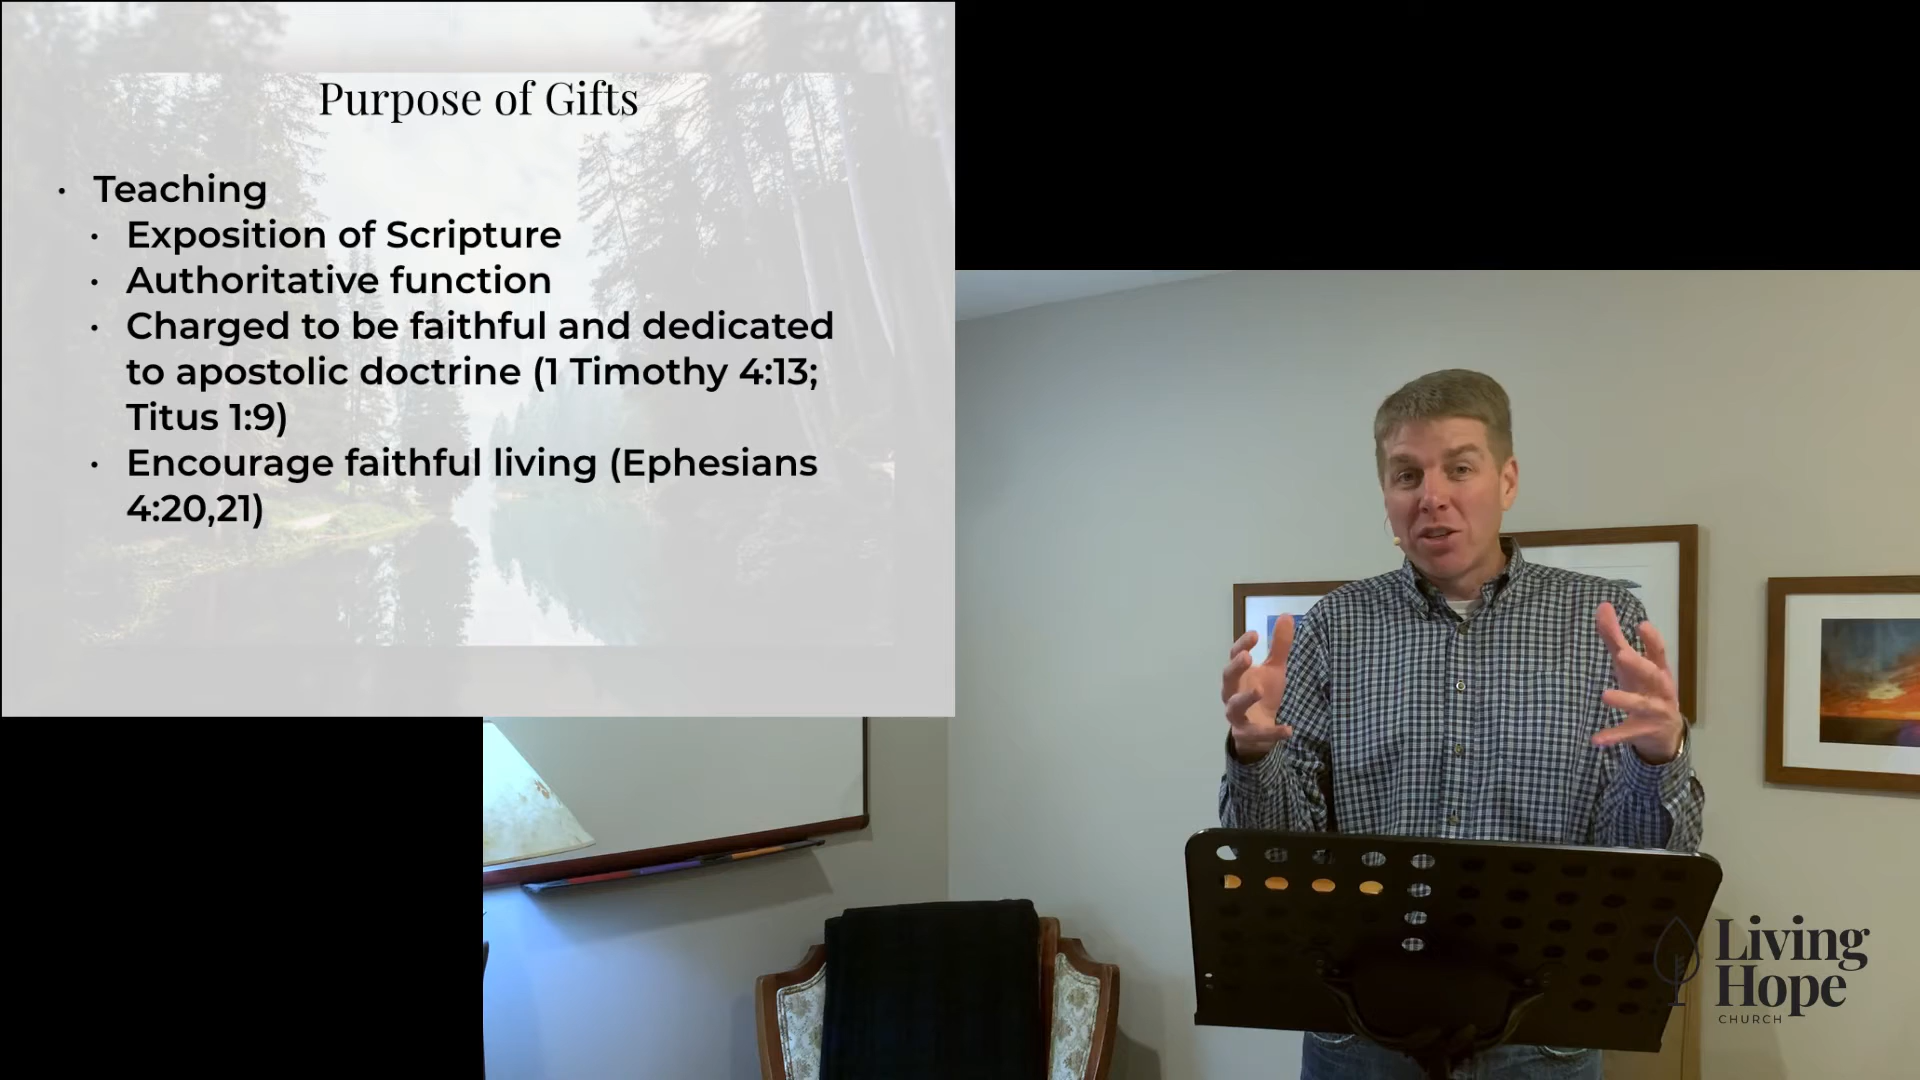 Purpose of Gifts
• Teaching
• Exposition of Scripture
• Authoritative function
• Charged to be faithful and dedicated
to apostolic doctrine (1 Timothy 4:13;
Titus 1:9)
• Encourage faithful living (Ephesians
4:20,21)
Living
Hope
CHURCH